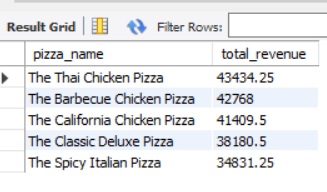 Result Grid Filter Rows:
pizza_name total_revenue
The Thai Chicken Pizza 43434.25
The Barbecue Chicken Pizza 42768
The California Chicken Pizza 41409.5
The Classic Deluxe Pizza 38180.5
The Spicy Italian Pizza 34831.25